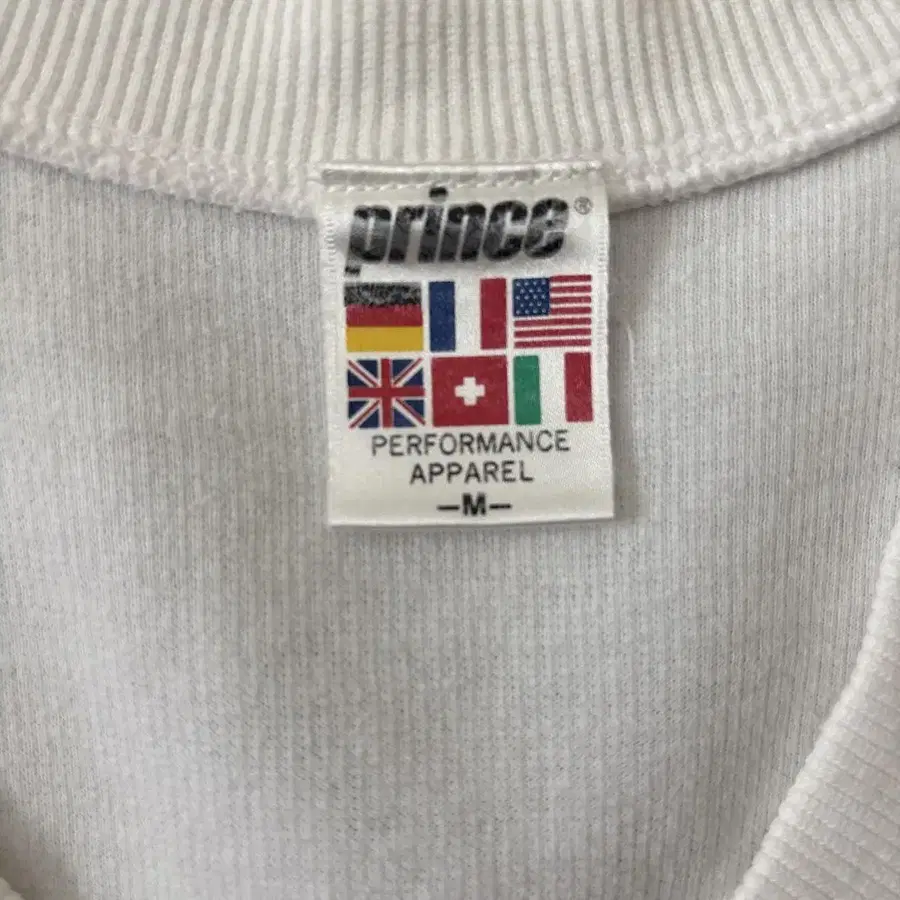 prince®
PERFORMANCE
APPAREL
—M—